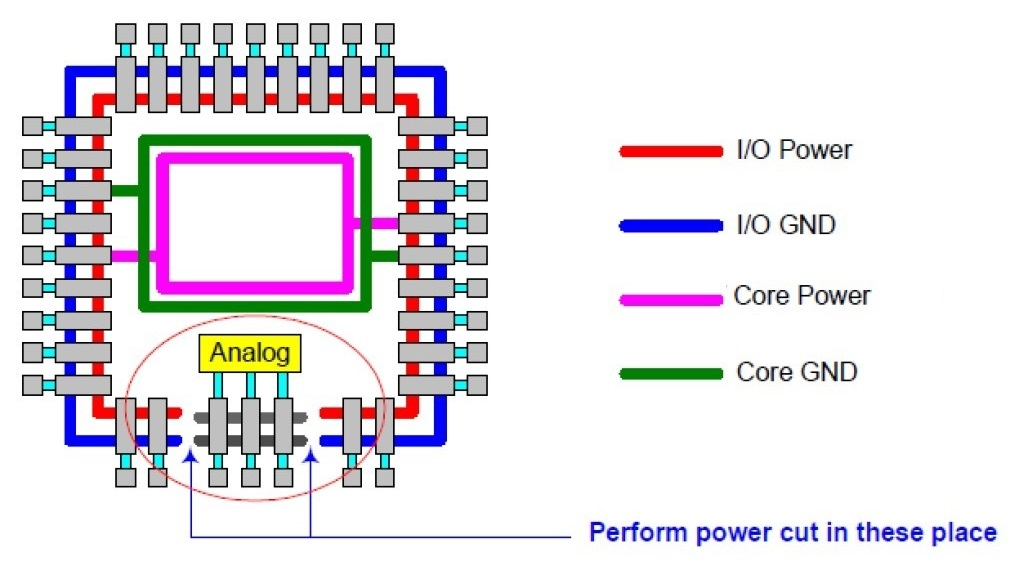 I/O Power
I/O GND
Core Power
Analog
Core GND
Perform power cut in these place